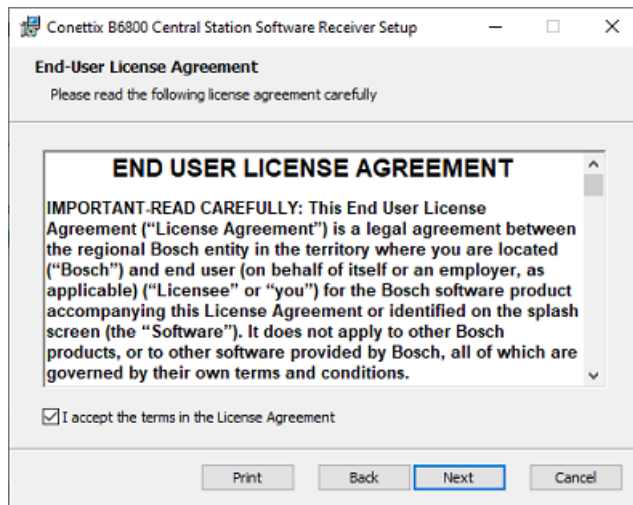 Conettix B6800 Central Station Software Receiver Setup
End-User License Agreement
Please read the following license agreement carefully
END USER LICENSE AGREEMENT
IMPORTANT-READ CAREFULLY: This End User License
Agreement (“License Agreement”) is a legal agreement between
the regional Bosch entity in the territory where you are located
(“Bosch”) and end user (on behalf of itself or an employer, as
applicable) (“Licensee” or “you”) for the Bosch software product
accompanying this License Agreement or identified on the splash
screen (the “Software”). It does not apply to other Bosch
products, or to other software provided by Bosch, all of which are
governed by their own terms and conditions.
I accept the terms in the License Agreement
Print Back Next Cancel